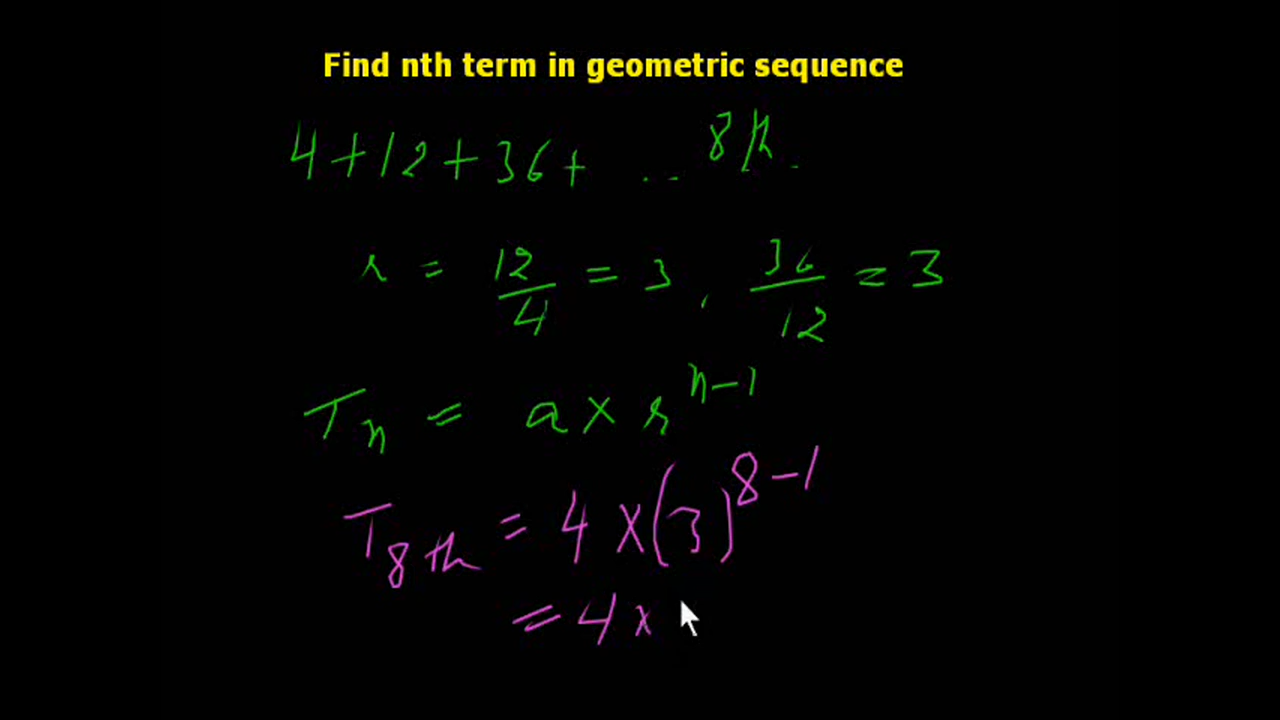 Find nth term in geometric sequence
4+12+36+ ... 8th.
r = 12/4 = 3, 36/12 = 3
Tn = a × r^n-1
T8th = 4 × (3)^8-1
= 4 ×